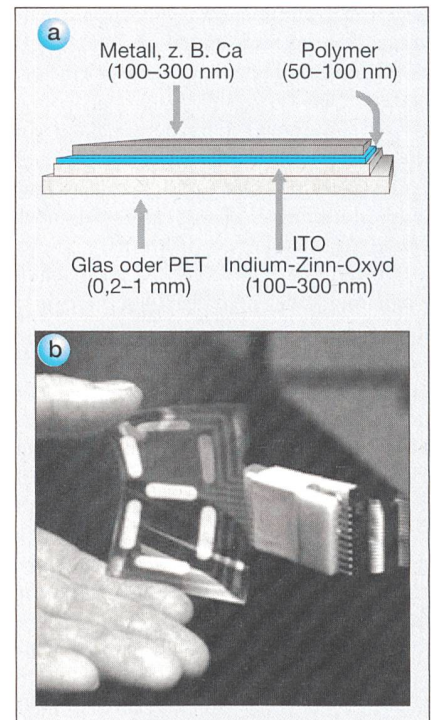 a
Metall, z. B. Ca
(100–300 nm)
Polymer
(50–100 nm)
Glas oder PET
(0,2–1 mm)
ITO
Indium-Zinn-Oxyd
(100–300 nm)
b